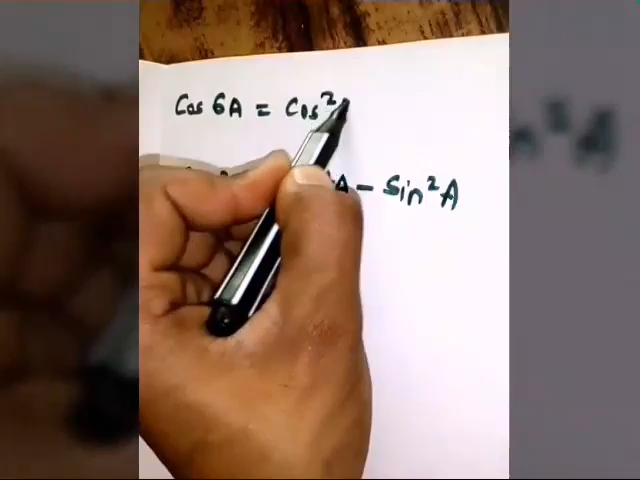 Cos 6A = Cos²
A - Sin²A